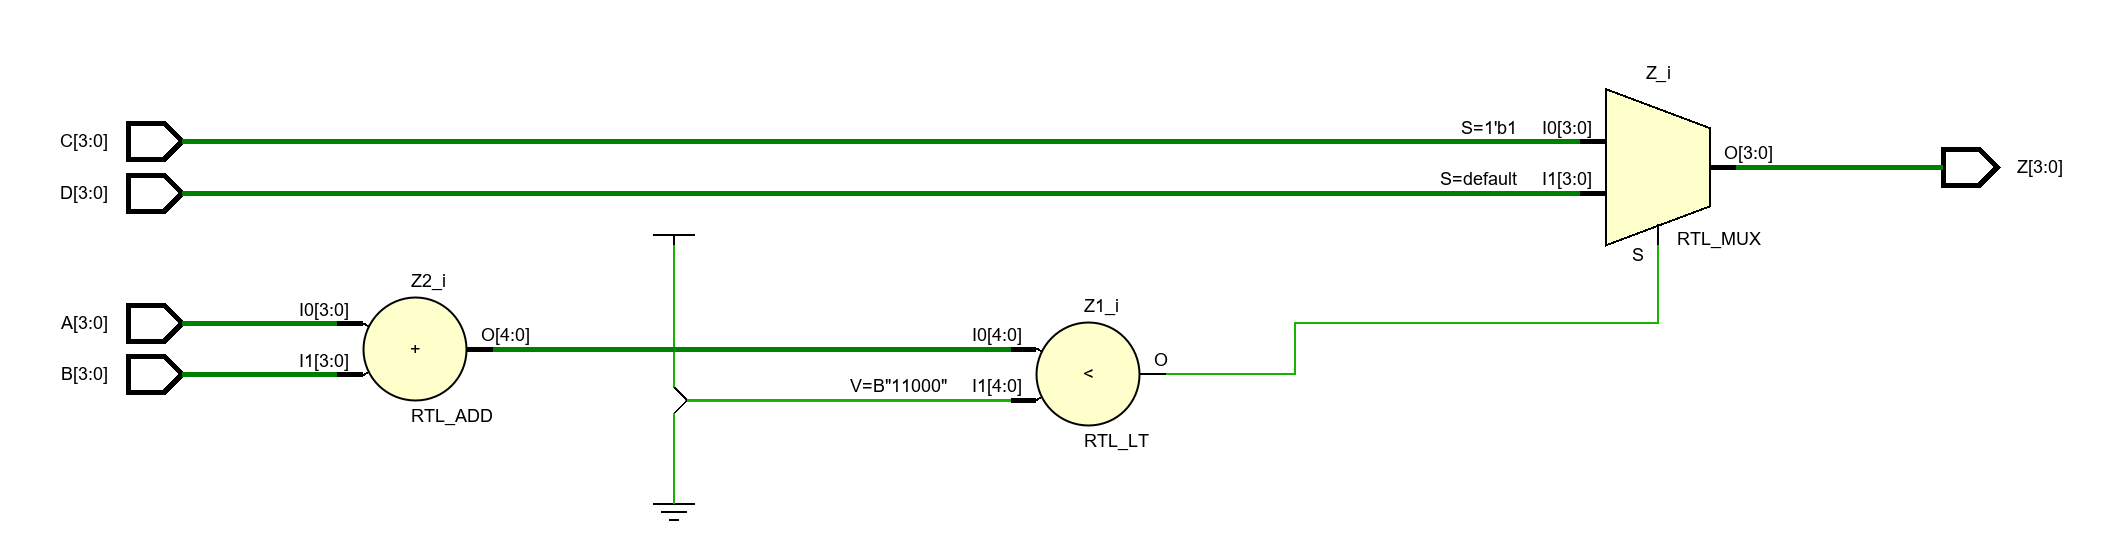 Z_i
C[3:0]
S=1'b1 I0[3:0]
O[3:0]
Z[3:0]
D[3:0]
S=default I1[3:0]
S
RTL_MUX
Z2_i
A[3:0]
I0[3:0]
O[4:0]
+
B[3:0]
I1[3:0]
RTL_ADD
Z1_i
I0[4:0]
O
<
V=B"11000" I1[4:0]
RTL_LT